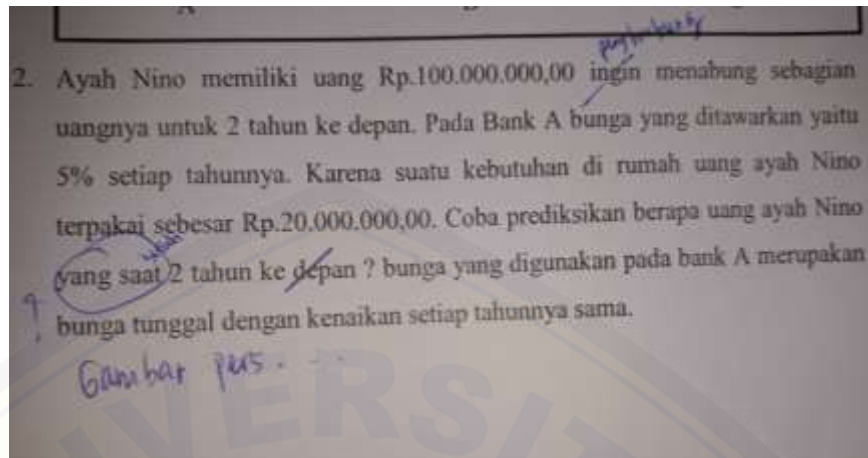 2. Ayah Nino memiliki uang Rp.100.000.000,00 ingin menabung sebagian
uangnya untuk 2 tahun ke depan. Pada Bank A bunga yang ditawarkan yaitu
5% setiap tahunnya. Karena suatu kebutuhan di rumah uang ayah Nino
terpakai sebesar Rp.20.000.000,00. Coba prediksikan berapa uang ayah Nino
yang saat 2 tahun ke depan ? bunga yang digunakan pada bank A merupakan
? bunga tunggal dengan kenaikan setiap tahunnya sama.
Gambar pers. ...
VERSIT